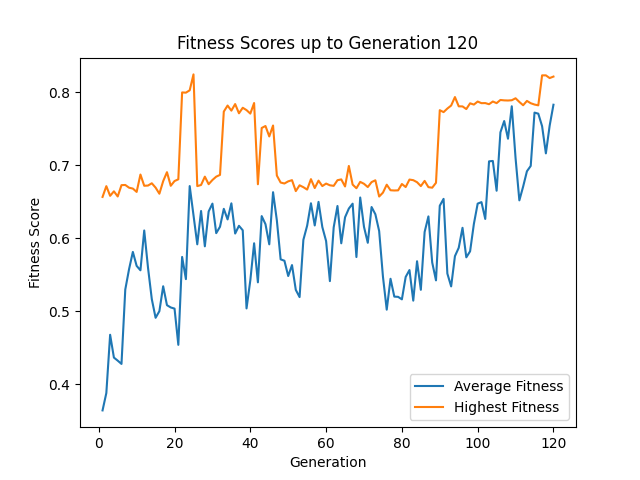 Fitness Scores up to Generation 120
Fitness Score
0.8
0.7
0.6
0.5
0.4
0
20
40
60
80
100
120
Generation
Average Fitness
Highest Fitness